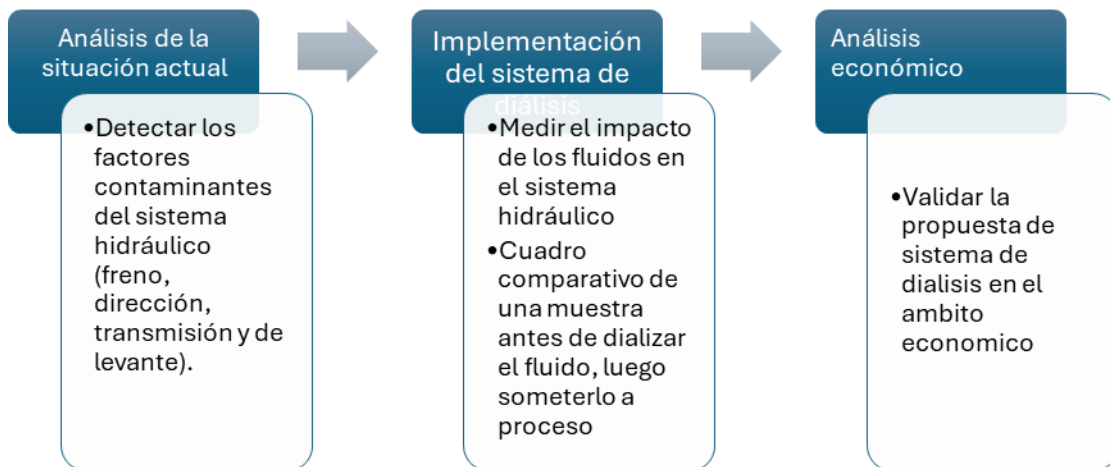 Análisis de la
situación actual
•Detectar los
factores
contaminantes
del sistema
hidráulico
(freno,
dirección,
transmisión y de
levante).
Implementación
del sistema de
diálisis
•Medir el impacto
de los fluidos en
el sistema
hidráulico
•Cuadro
comparativo de
una muestra
antes de dializar
el fluido, luego
someterlo a
proceso
Análisis
económico
•Validar la
propuesta de
sistema de
dialisis en el
ambito
economico